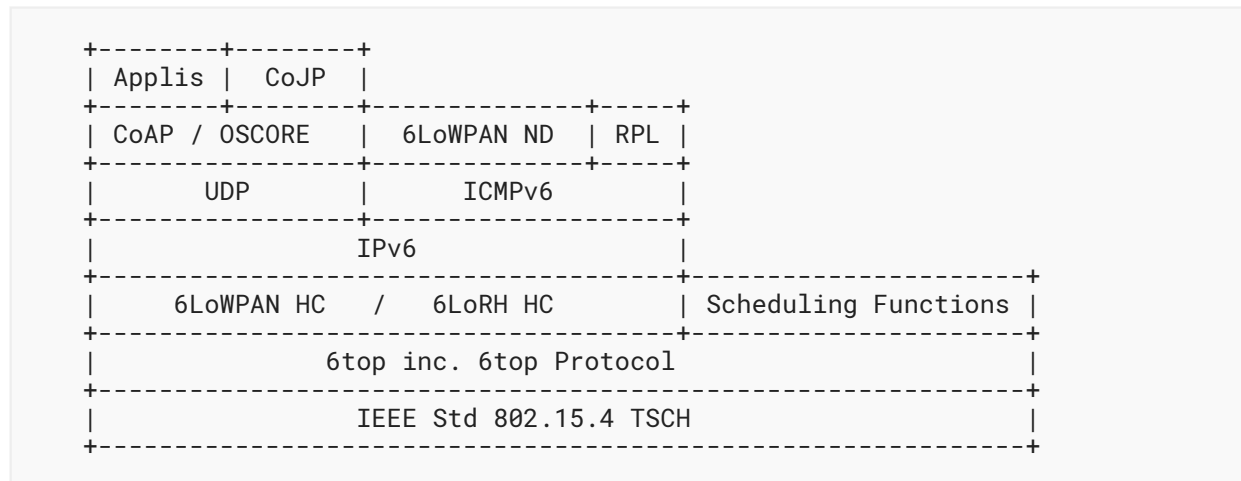 +--------+--------+
| Applis |  CoJP  |
+--------+--------+--------------+-----+
| CoAP / OSCORE   |  6LoWPAN ND  | RPL |
+-----------------+--------------+-----+
|       UDP       |      ICMPv6        |
+-----------------+--------------------+
|                 IPv6                 |
+--------------------------------------+----------------------+
|     6LoWPAN HC   /   6LoRH HC        | Scheduling Functions |
+--------------------------------------+----------------------+
|               6top inc. 6top Protocol                       |
+-------------------------------------------------------------+
|                 IEEE Std 802.15.4 TSCH                      |
+-------------------------------------------------------------+